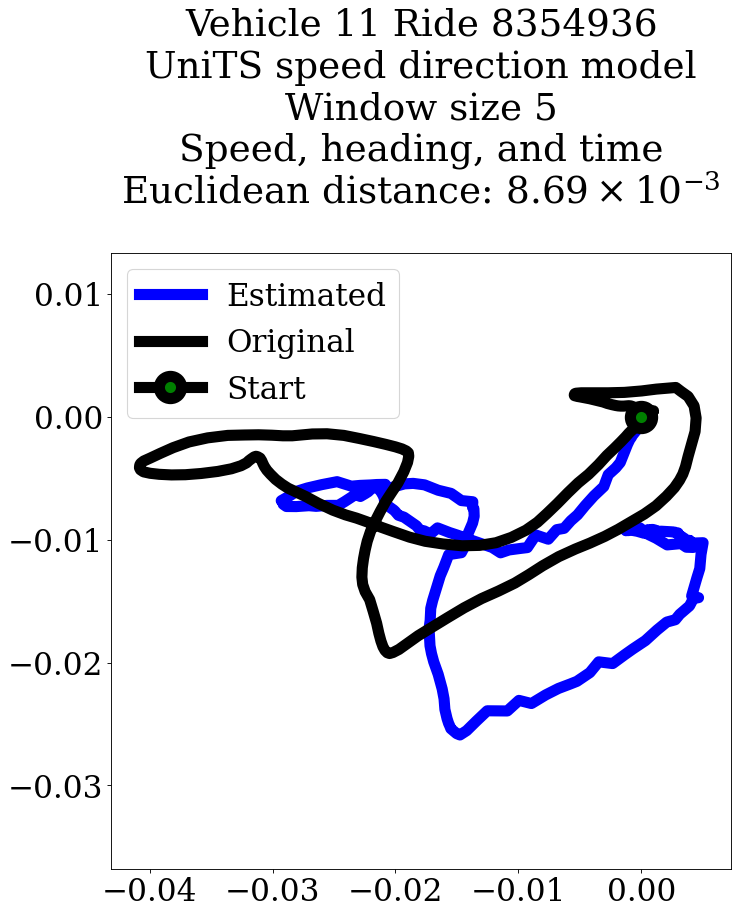 Vehicle 11 Ride 8354936
UniTS speed direction model
Window size 5
Speed, heading, and time
Euclidean distance: 8.69 × 10⁻³
Estimated
Original
Start
0.01
0.00
−0.01
−0.02
−0.03
−0.04 −0.03 −0.02 −0.01 0.00